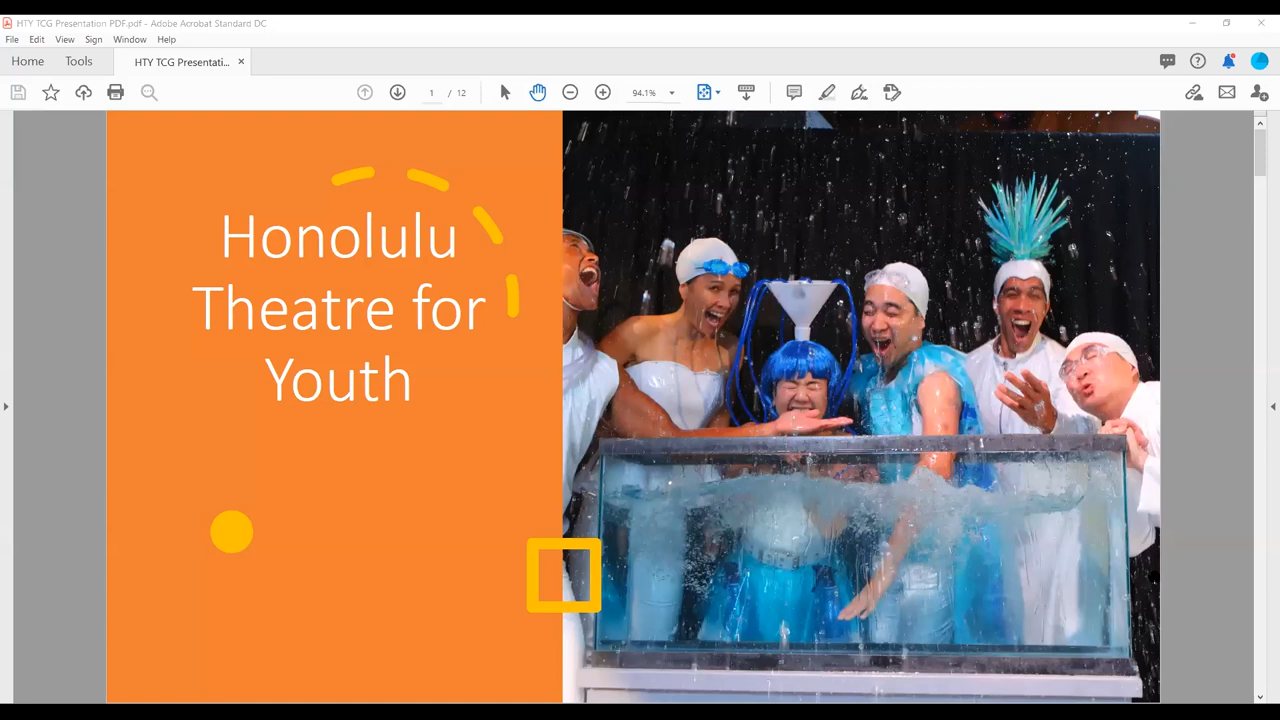 HTY TCG Presentation PDF.pdf - Adobe Acrobat Standard DC
File Edit View Sign Window Help
Home Tools HTY TCG Presentati... ×
1 / 12 94.1%
Honolulu
Theatre for
Youth